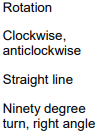 Rotation
Clockwise,
anticlockwise
Straight line
Ninety degree
turn, right angle